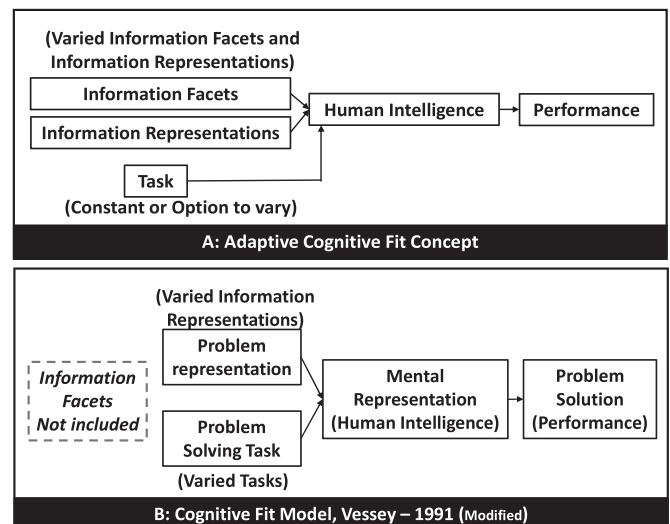 (Varied Information Facets and
Information Representations)
Information Facets
Information Representations
Human Intelligence
Performance
Task
(Constant or Option to vary)
A: Adaptive Cognitive Fit Concept
(Varied Information
Representations)
Problem
representation
Information
Facets
Not included
Mental
Representation
(Human Intelligence)
Problem
Solution
(Performance)
Problem
Solving Task
(Varied Tasks)
B: Cognitive Fit Model, Vessey – 1991 (Modified)